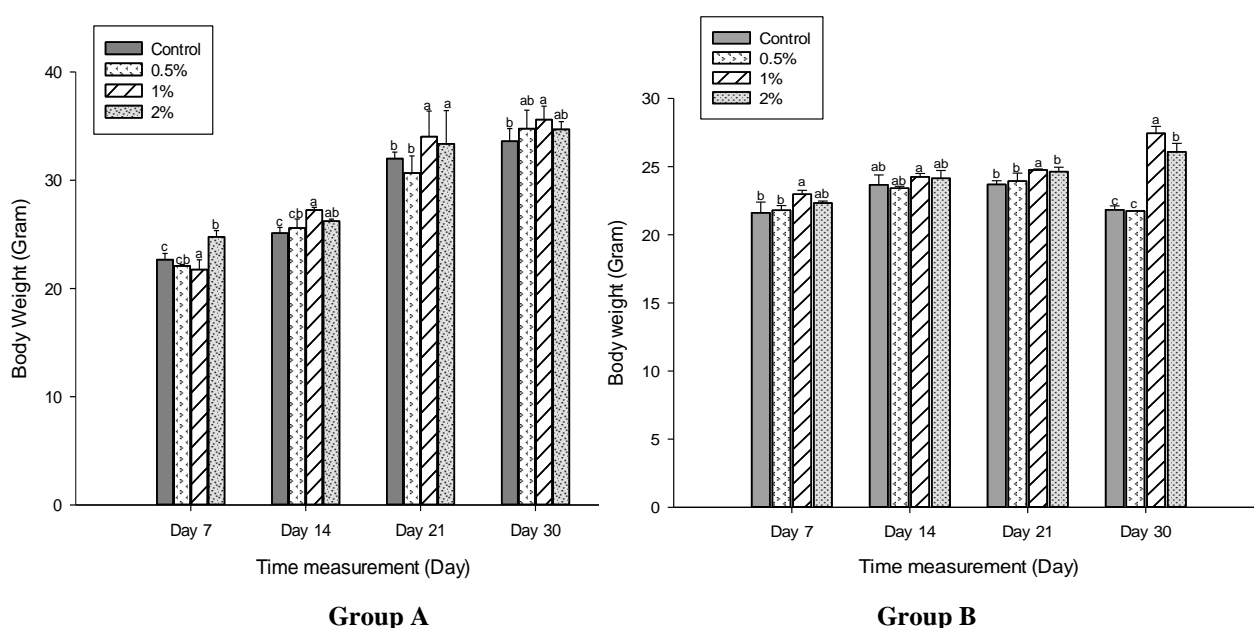 Control
0.5%
1%
2%
40
30
20
10
0
Body Weight (Gram)
c cb a b
c cb a ab
b b a a
b ab a ab
Day 7 Day 14 Day 21 Day 30
Time measurement (Day)
Group A
Control
0.5%
1%
2%
30
25
20
15
10
5
0
Body weight (Gram)
b b a ab
ab ab a ab
b b a b
c c a b
Day 7 Day 14 Day 21 Day 30
Time measurement (Day)
Group B